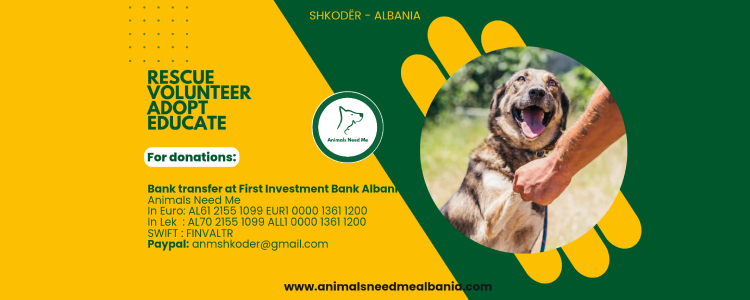 SHKODËR - ALBANIA
RESCUE
VOLUNTEER
ADOPT
EDUCATE
Animals Need Me
For donations:
Bank transfer at First Investment Bank Albani
Animals Need Me
In Euro: AL61 2155 1099 EUR1 0000 1361 1200
In Lek : AL70 2155 1099 ALL1 0000 1361 1200
SWIFT : FINVALTR
Paypal: anmshkoder@gmail.com
www.animalsneedmealbania.com